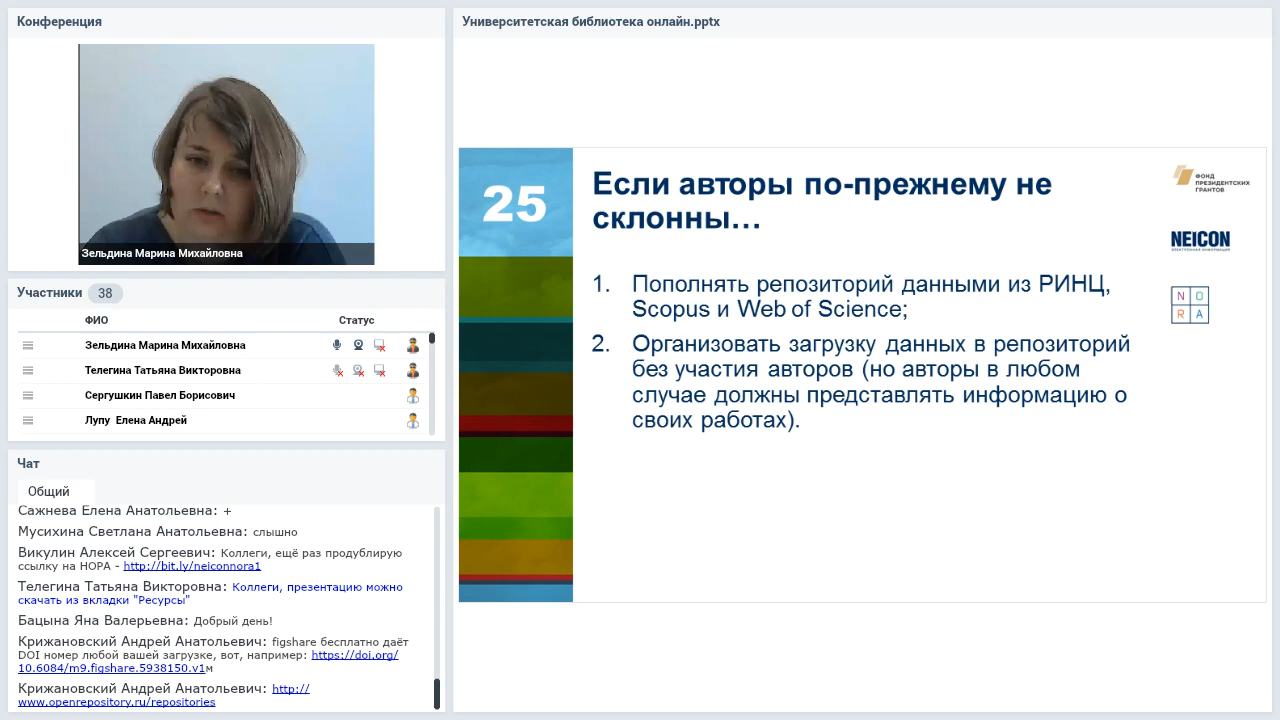 Конференция
Зельдина Марина Михайловна
Участники 38
ФИО Статус
Зельдина Марина Михайловна
Телегина Татьяна Викторовна
Сергушкин Павел Борисович
Лупу Елена Андрей
Чат
Общий
Сажнева Елена Анатольевна: +
Мусихина Светлана Анатольевна: слышно
Викулин Алексей Сергеевич: Коллеги, ещё раз продублирую
ссылку на НОРА - http://bit.ly/neiconnora1
Телегина Татьяна Викторовна: Коллеги, презентацию можно
скачать из вкладки "Ресурсы"
Бацына Яна Валерьевна: Добрый день!
Крижановский Андрей Анатольевич: figshare бесплатно даёт
DOI номер любой вашей загрузке, вот, например: https://doi.org/
10.6084/m9.figshare.5938150.v1м
Крижановский Андрей Анатольевич: http://
www.openrepository.ru/repositories
Университетская библиотека онлайн.pptx
25
Если авторы по-прежнему не
склонны...
1. Пополнять репозиторий данными из РИНЦ,
Scopus и Web of Science;
2. Организовать загрузку данных в репозиторий
без участия авторов (но авторы в любом
случае должны представлять информацию о
своих работах).
ФОНД
ПРЕЗИДЕНТСКИХ
ГРАНТОВ
NEICON
ЭЛЕКТРОННАЯ ИНФОРМАЦИЯ
N O
R A